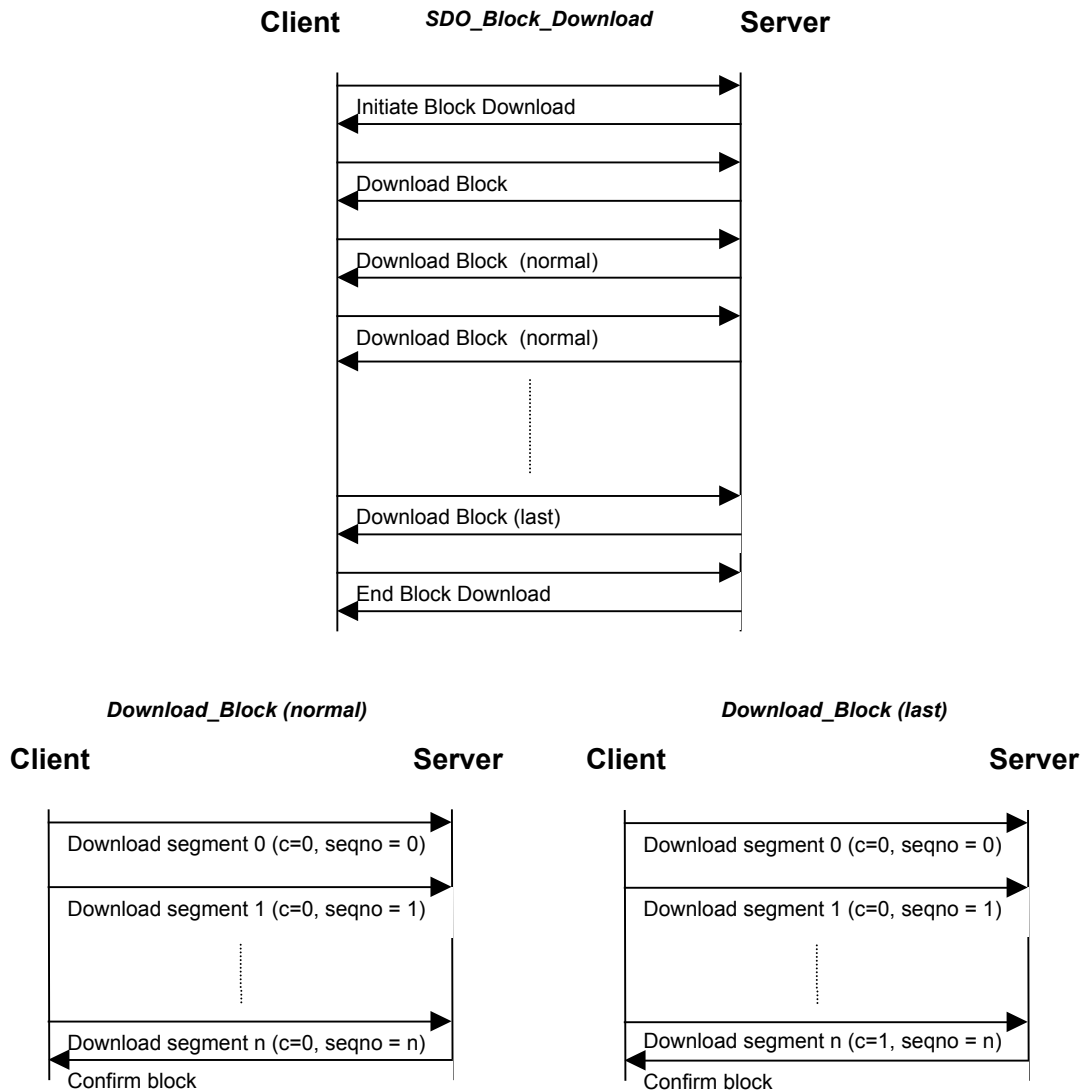 Client SDO_Block_Download Server
Initiate Block Download
Download Block
Download Block (normal)
Download Block (normal)
Download Block (last)
End Block Download
Download_Block (normal) Download_Block (last)
Client Server Client Server
Download segment 0 (c=0, seqno = 0) Download segment 0 (c=0, seqno = 0)
Download segment 1 (c=0, seqno = 1) Download segment 1 (c=0, seqno = 1)
Download segment n (c=0, seqno = n) Download segment n (c=1, seqno = n)
Confirm block Confirm block